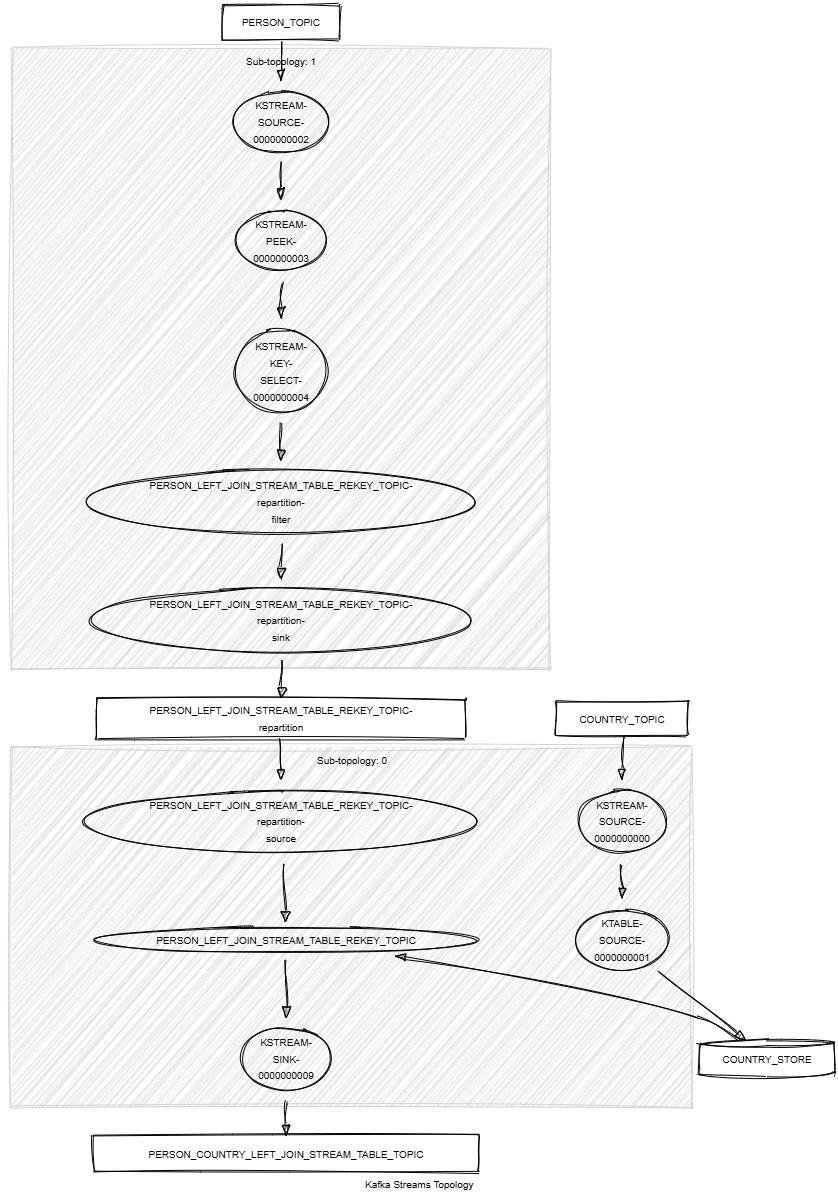 PERSON_TOPIC
Sub-topology: 1
KSTREAM-
SOURCE-
0000000002
KSTREAM-
PEEK-
0000000003
KSTREAM-
KEY-
SELECT-
0000000004
PERSON_LEFT_JOIN_STREAM_TABLE_REKEY_TOPIC-
repartition-
filter
PERSON_LEFT_JOIN_STREAM_TABLE_REKEY_TOPIC-
repartition-
sink
PERSON_LEFT_JOIN_STREAM_TABLE_REKEY_TOPIC-
repartition
COUNTRY_TOPIC
Sub-topology: 0
PERSON_LEFT_JOIN_STREAM_TABLE_REKEY_TOPIC-
repartition-
source
KSTREAM-
SOURCE-
0000000000
PERSON_LEFT_JOIN_STREAM_TABLE_REKEY_TOPIC
KTABLE-
SOURCE-
0000000001
KSTREAM-
SINK-
0000000009
COUNTRY_STORE
PERSON_COUNTRY_LEFT_JOIN_STREAM_TABLE_TOPIC
Kafka Streams Topology